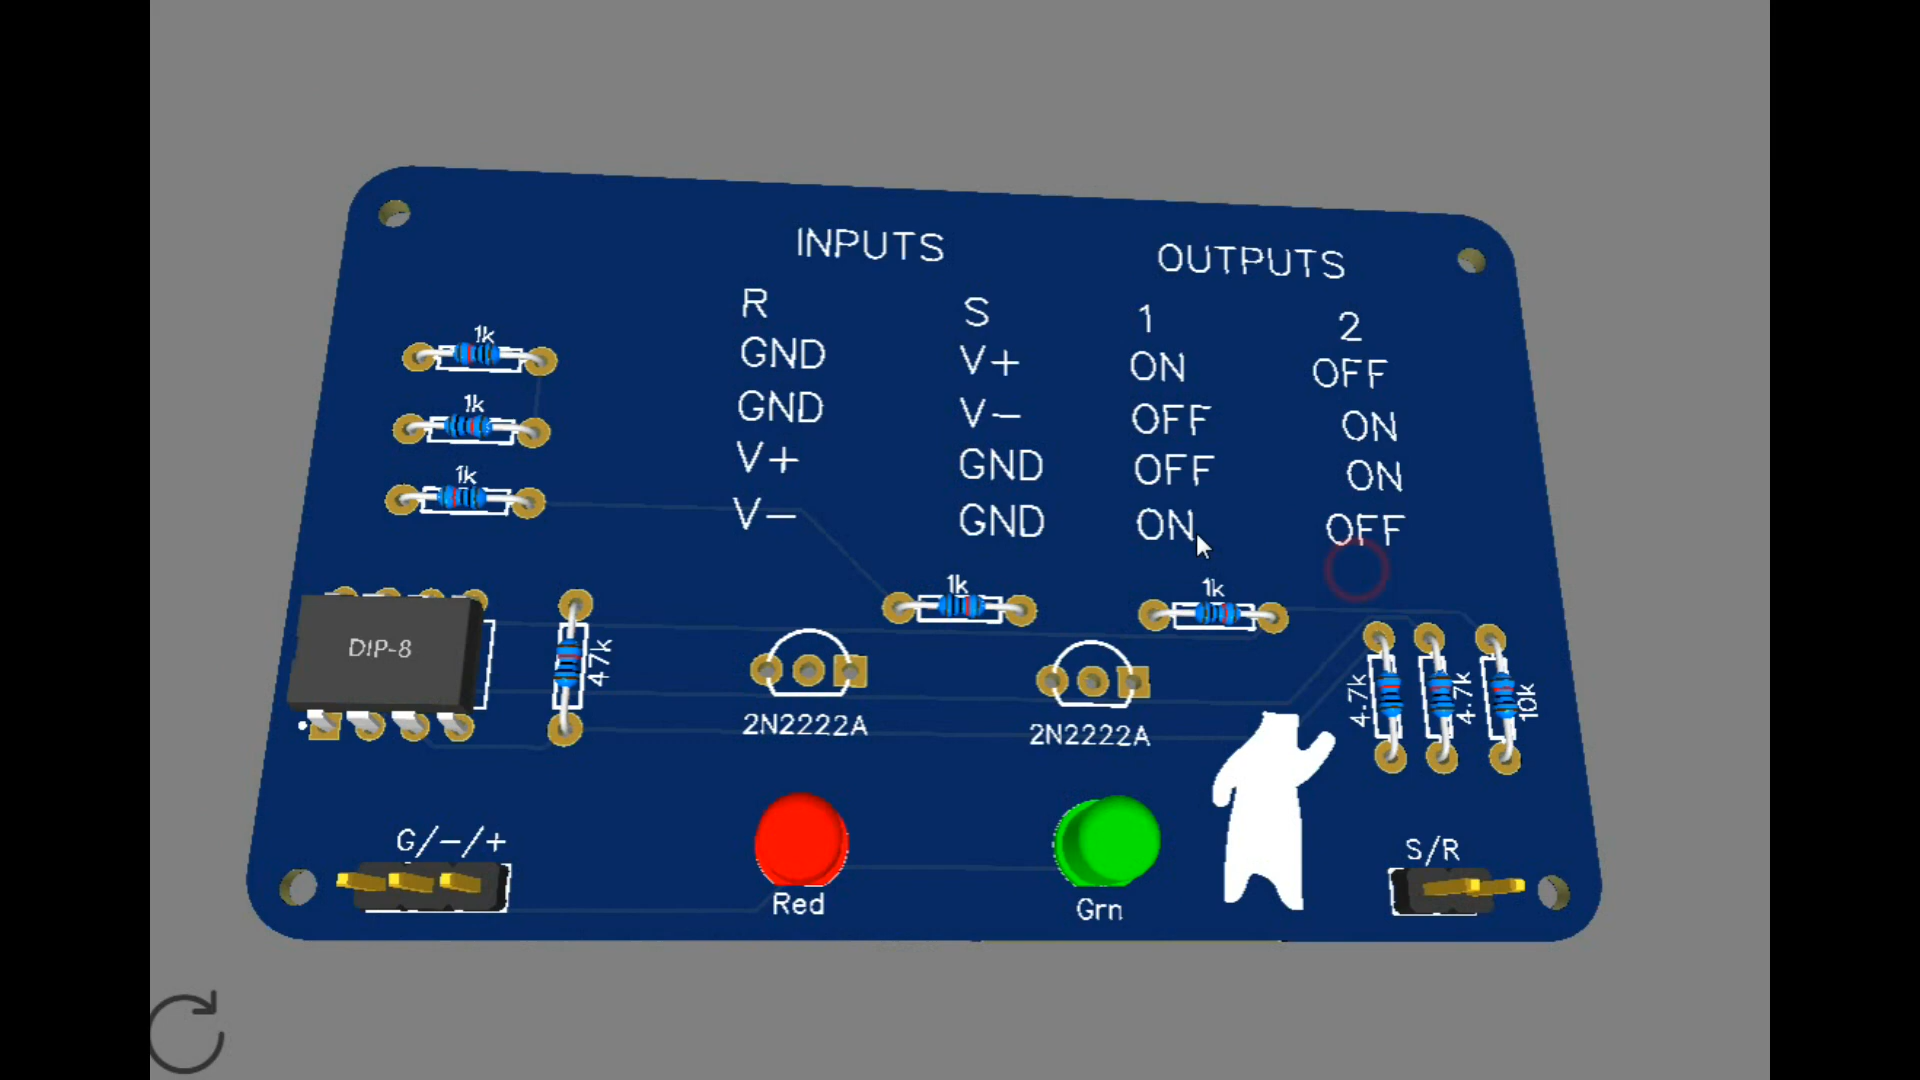 INPUTS OUTPUTS
R S 1 2
GND V+ ON OFF
GND V- OFF ON
V+ GND OFF ON
V- GND ON OFF
1k
1k
1k
1k
1k
DIP-8
47k
2N2222A
2N2222A
4.7k
4.7k
10k
G/-/+
S/R
Red
Grn